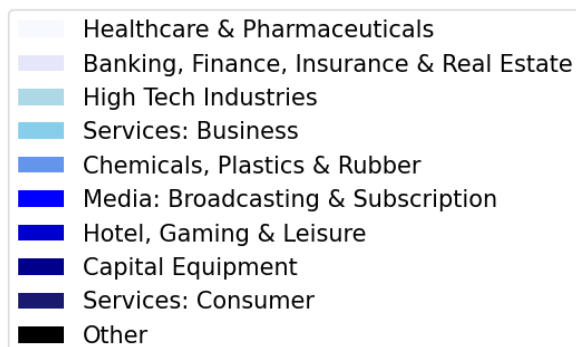 Healthcare & Pharmaceuticals
Banking, Finance, Insurance & Real Estate
High Tech Industries
Services: Business
Chemicals, Plastics & Rubber
Media: Broadcasting & Subscription
Hotel, Gaming & Leisure
Capital Equipment
Services: Consumer
Other